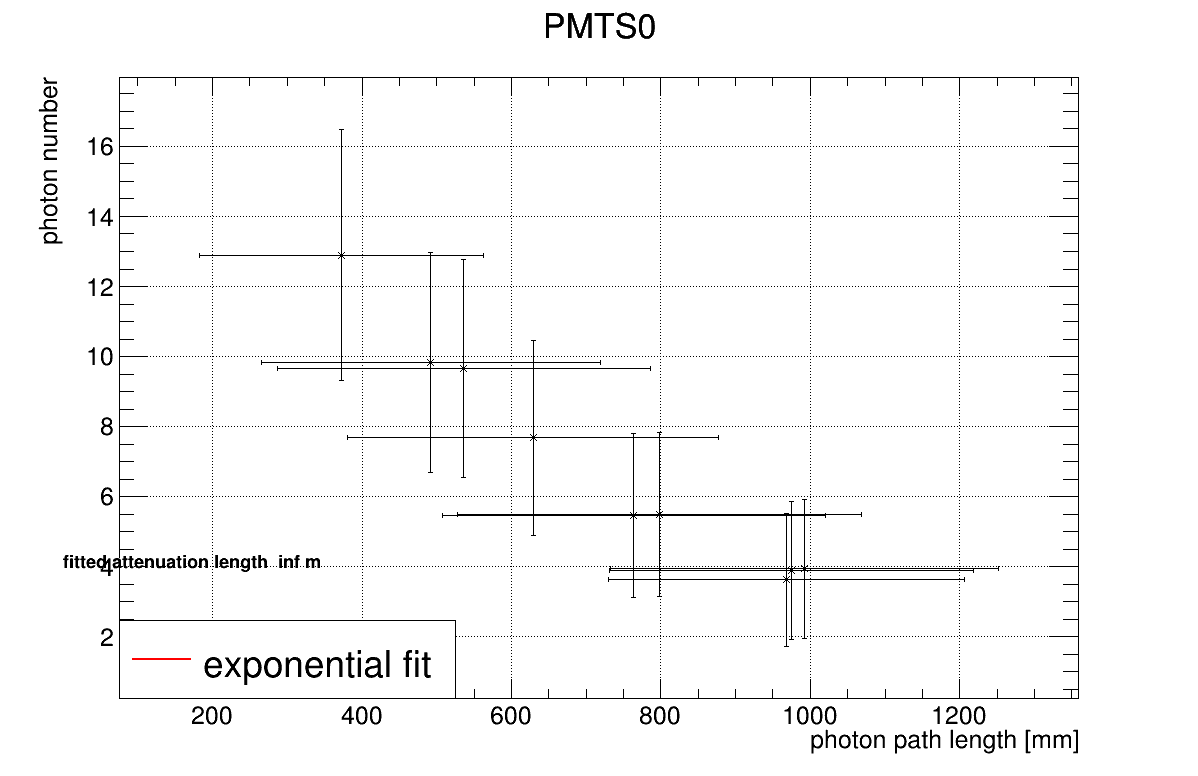 PMTS0
photon number
16
14
12
10
8
6
4
2
fitted attenuation length  inf m
exponential fit
200 400 600 800 1000 1200
photon path length [mm]